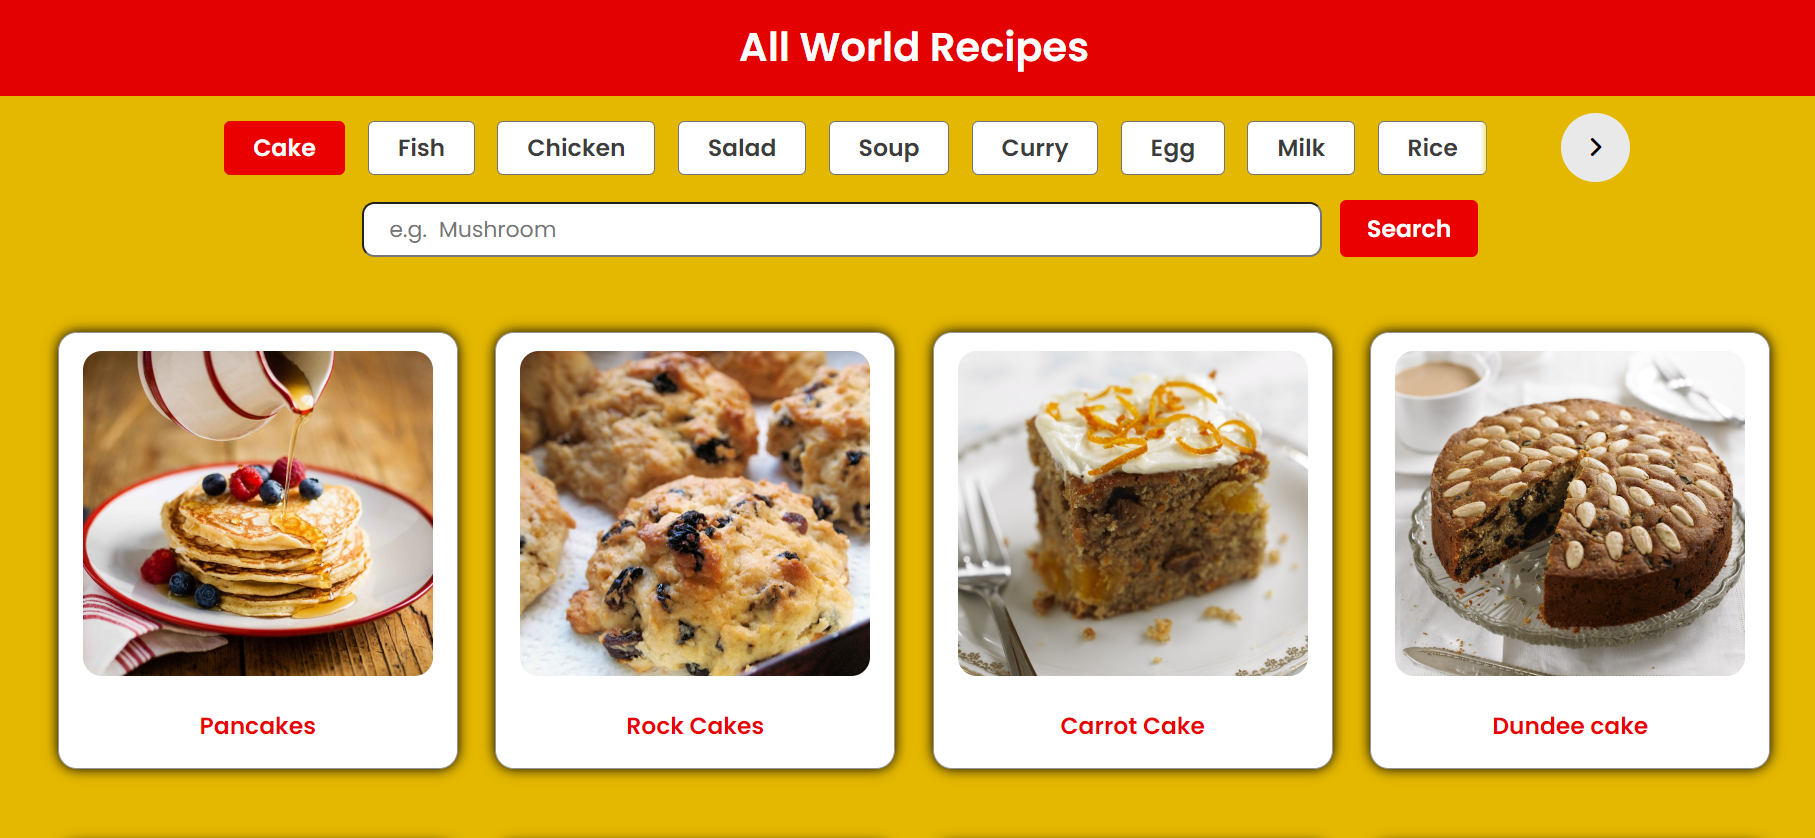 All World Recipes
Cake Fish Chicken Salad Soup Curry Egg Milk Rice
e.g. Mushroom Search
Pancakes Rock Cakes Carrot Cake Dundee cake